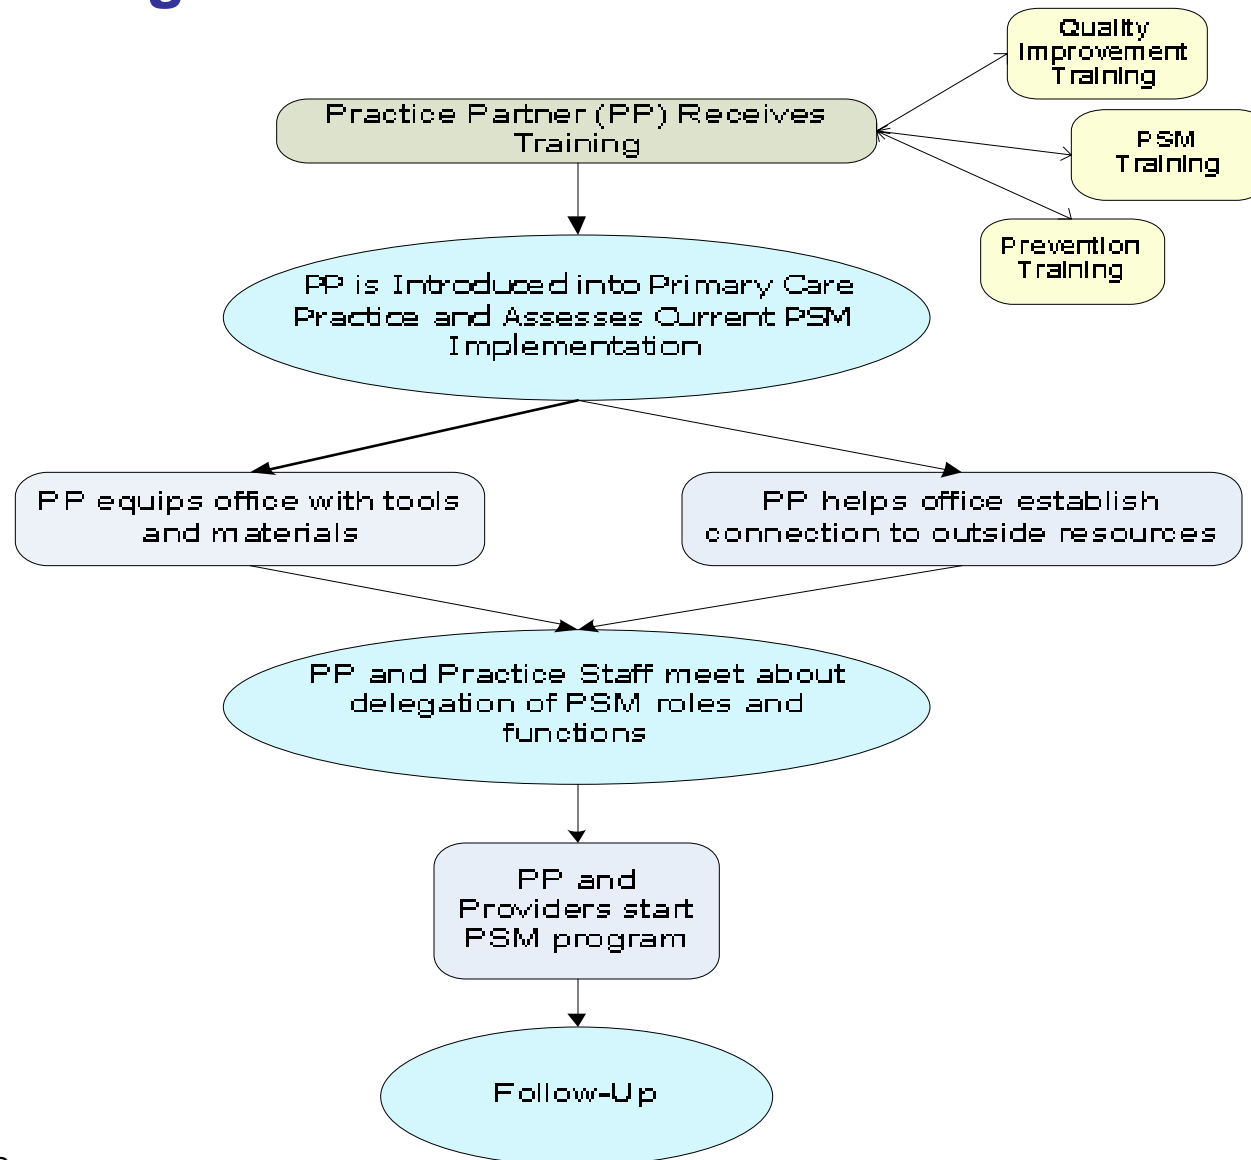 Quality
Improvement
Training
Practice Partner (PP) Receives
Training
PSM
Training
Prevention
Training
PP is Introduced into Primary Care
Practice and Assesses Current PSM
Implementation
PP equips office with tools
and materials
PP helps office establish
connection to outside resources
PP and Practice Staff meet about
delegation of PSM roles and
functions
PP and
Providers start
PSM program
Follow-Up